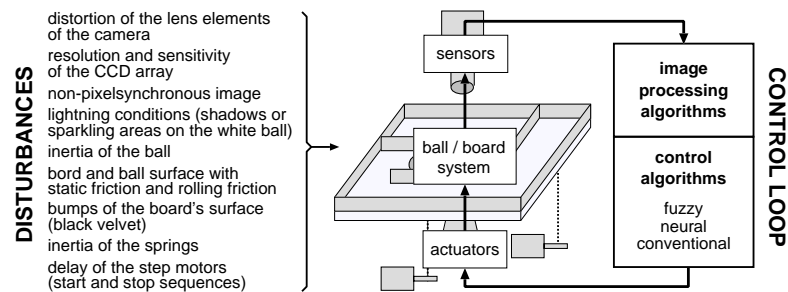 DISTURBANCES
distortion of the lens elements
of the camera
resolution and sensitivity
of the CCD array
non-pixelsynchronous image
lightning conditions (shadows or
sparkling areas on the white ball)
inertia of the ball
bord and ball surface with
static friction and rolling friction
bumps of the board's surface
(black velvet)
inertia of the springs
delay of the step motors
(start and stop sequences)
sensors
ball / board
system
actuators
image
processing
algorithms
control
algorithms
fuzzy
neural
conventional
CONTROL LOOP